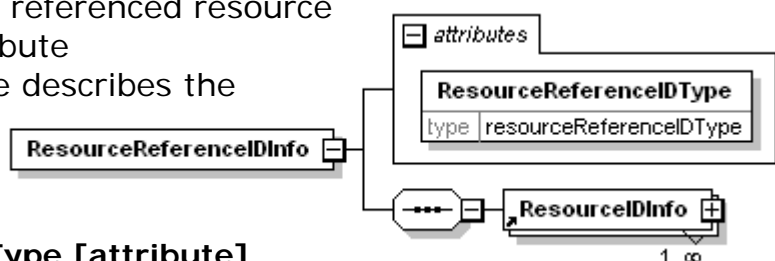 referenced resource
bute
e describes the
attributes
ResourceReferenceIDType
type resourceReferenceIDType
ResourceReferenceIDInfo
ResourceIDInfo
Type [attribute]
1..∞